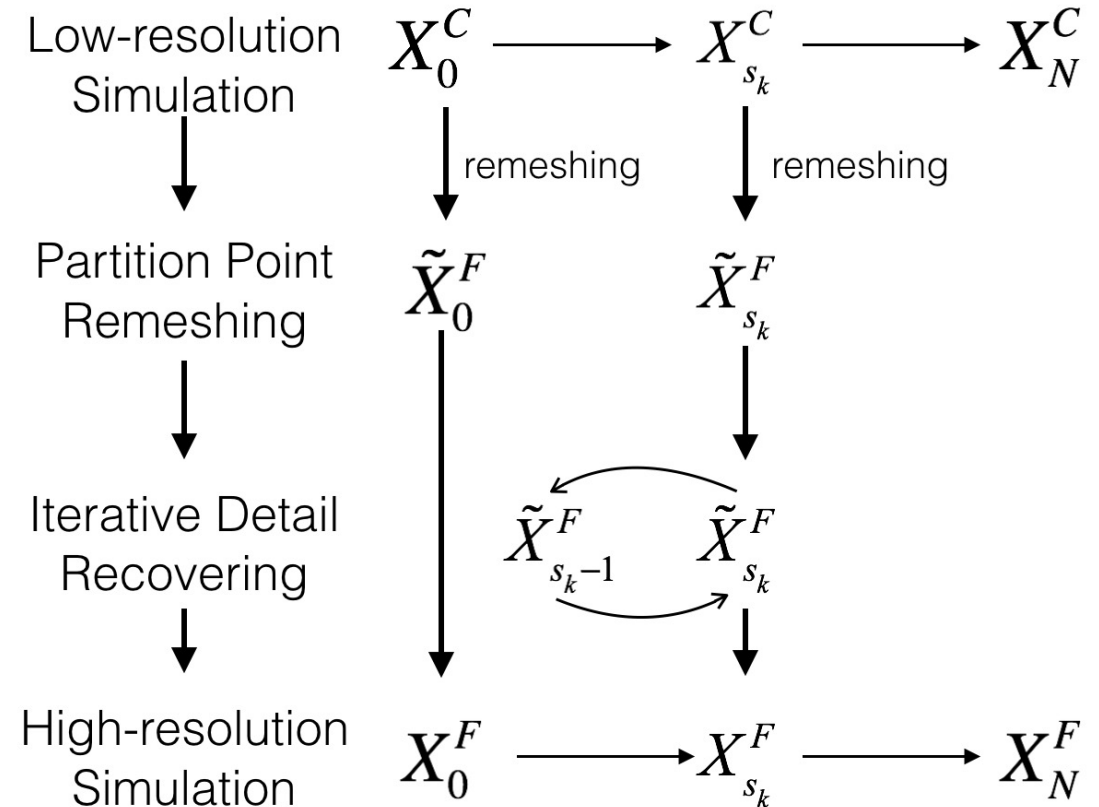 Low-resolution
Simulation
X_0^C X_{s_k}^C X_N^C
remeshing remeshing
Partition Point
Remeshing
X̃_0^F X̃_{s_k}^F
Iterative Detail
Recovering
X̃_{s_k-1}^F X̃_{s_k}^F
High-resolution
Simulation
X_0^F X_{s_k}^F X_N^F